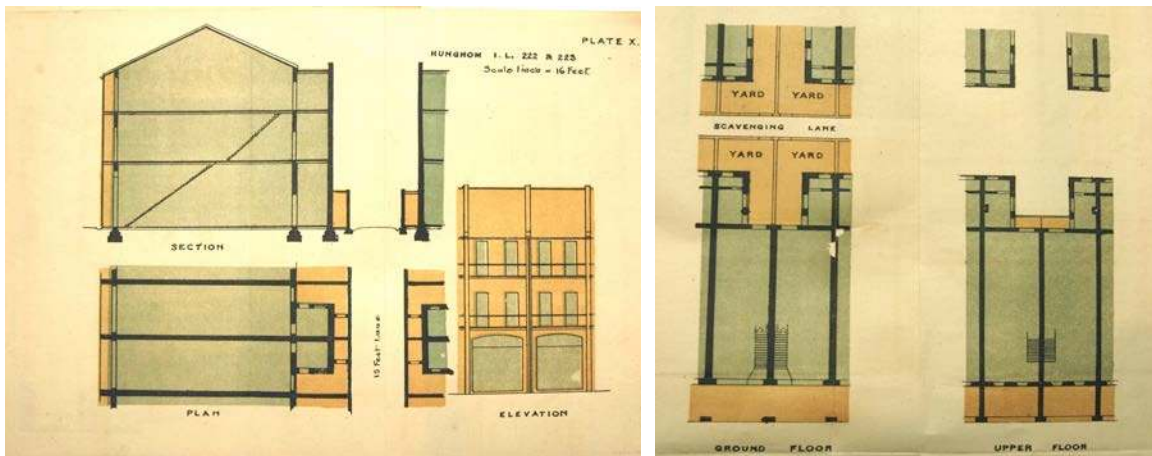 PLATE X.
HUNGHOM I.L. 222 & 223
Scale 1 inch = 16 Feet
SECTION
15 Feet Lane
PLAN
ELEVATION
YARD YARD
SCAVENGING LANE
YARD YARD
GROUND FLOOR
UPPER FLOOR